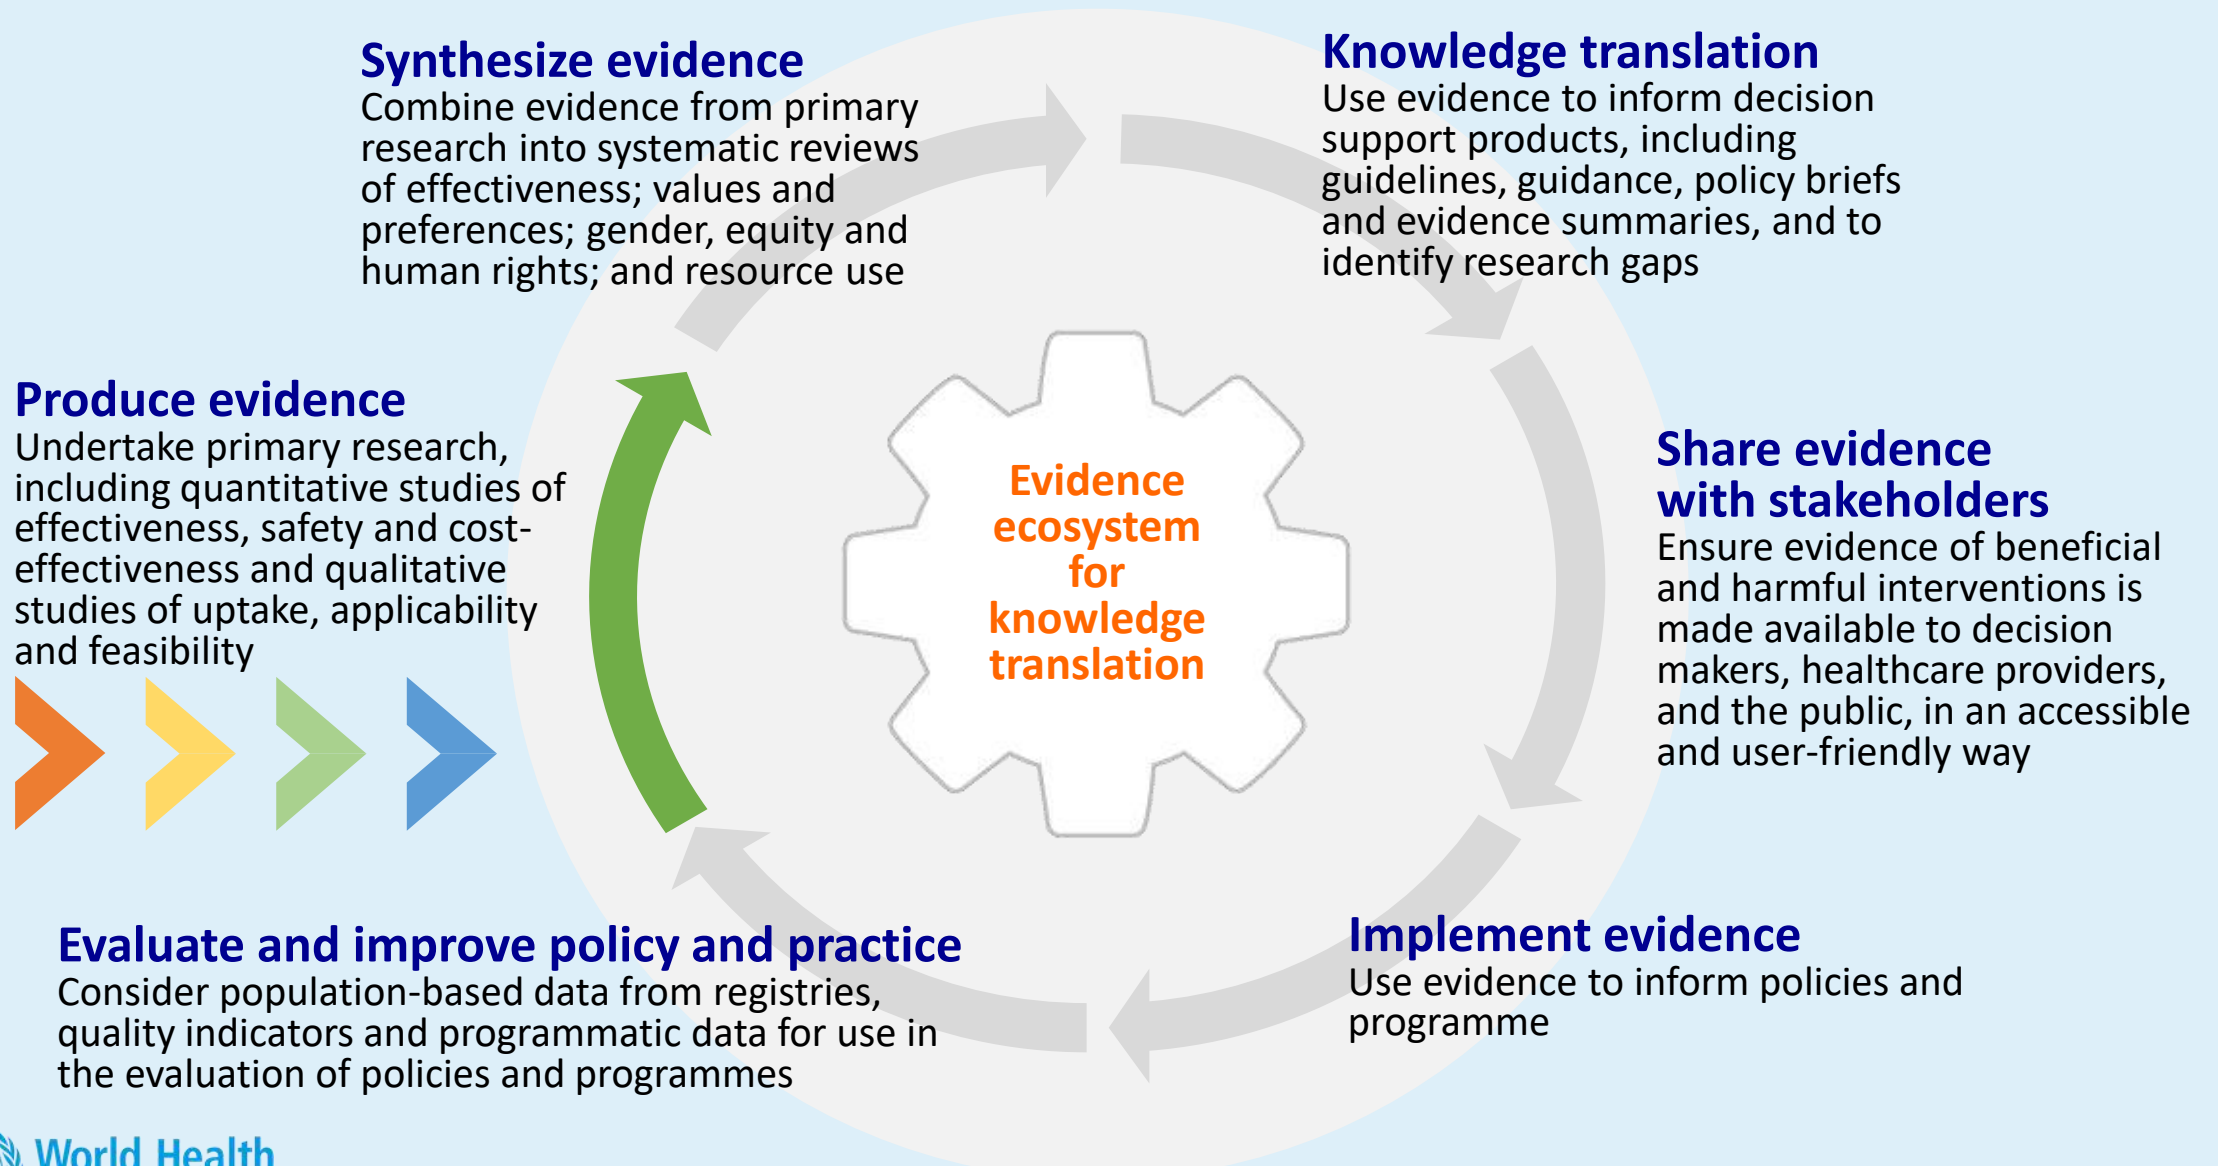 Synthesize evidence
Combine evidence from primary
research into systematic reviews
of effectiveness; values and
preferences; gender, equity and
human rights; and resource use
Knowledge translation
Use evidence to inform decision
support products, including
guidelines, guidance, policy briefs
and evidence summaries, and to
identify research gaps
Produce evidence
Undertake primary research,
including quantitative studies of
effectiveness, safety and cost-
effectiveness and qualitative
studies of uptake, applicability
and feasibility
Evidence
ecosystem
for
knowledge
translation
Share evidence
with stakeholders
Ensure evidence of beneficial
and harmful interventions is
made available to decision
makers, healthcare providers,
and the public, in an accessible
and user-friendly way
Evaluate and improve policy and practice
Consider population-based data from registries,
quality indicators and programmatic data for use in
the evaluation of policies and programmes
Implement evidence
Use evidence to inform policies and
programme
World Health